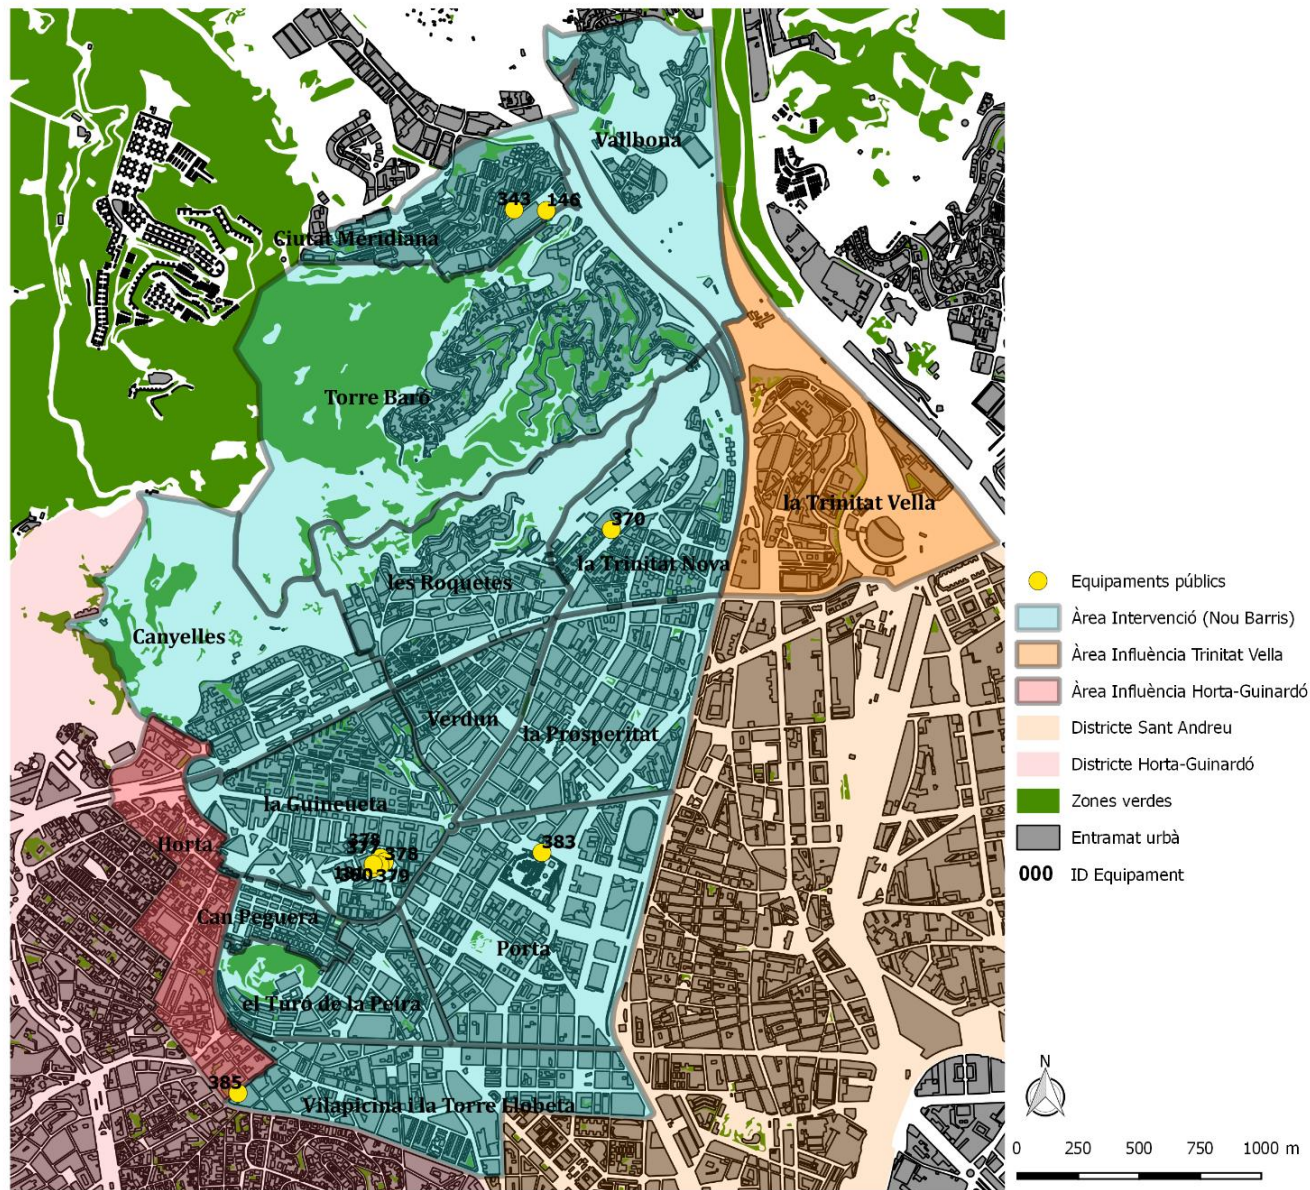 Vallbona
343
146
Ciutat Meridiana
Torre Baró
la Trinitat Vella
370
la Trinitat Nova
les Roquetes
Canyelles
Verdun
la Prosperitat
la Guineueta
Horta
378
383
379
Can Peguera
Porta
el Turó de la Peira
385
Vilapicina i la Torre Llobeta
Equipaments públics
Àrea Intervenció (Nou Barris)
Àrea Influència Trinitat Vella
Àrea Influència Horta-Guinardó
Districte Sant Andreu
Districte Horta-Guinardó
Zones verdes
Entramat urbà
000 ID Equipament
N
0 250 500 1000 m